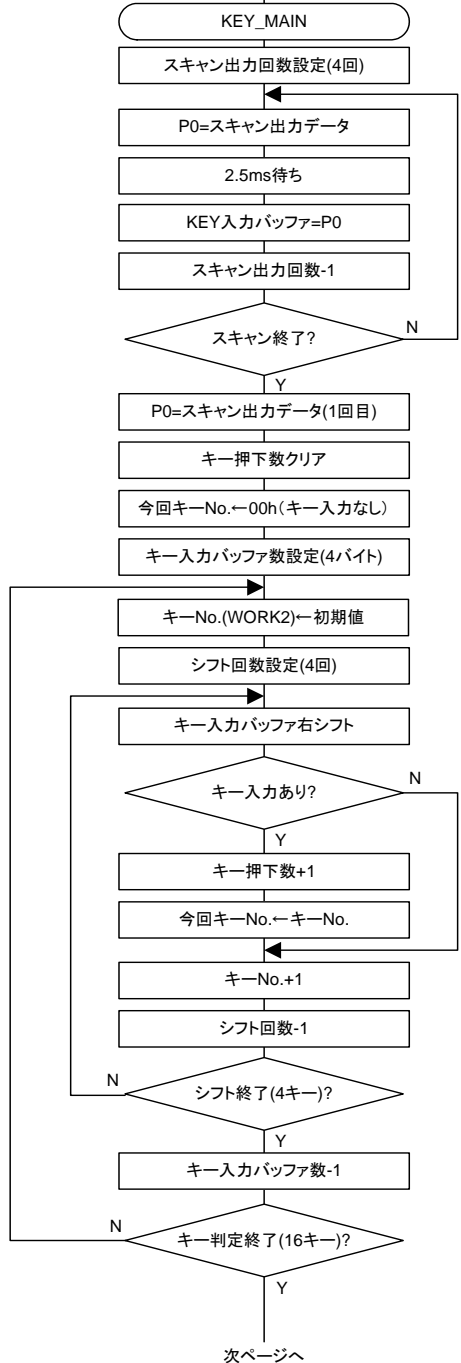 KEY_MAIN
スキャン出力回数設定(4回)
P0=スキャン出力データ
2.5ms待ち
KEY入力バッファ=P0
スキャン出力回数-1
スキャン終了?
N
Y
P0=スキャン出力データ(1回目)
キー押下数クリア
今回キーNo.←00h(キー入力なし)
キー入力バッファ数設定(4バイト)
キーNo.(WORK2)←初期値
シフト回数設定(4回)
キー入力バッファ右シフト
キー入力あり?
N
Y
キー押下数+1
今回キーNo.←キーNo.
キーNo.+1
シフト回数-1
N
シフト終了(4キー)?
Y
キー入力バッファ数-1
N
キー判定終了(16キー)?
Y
次ページへ